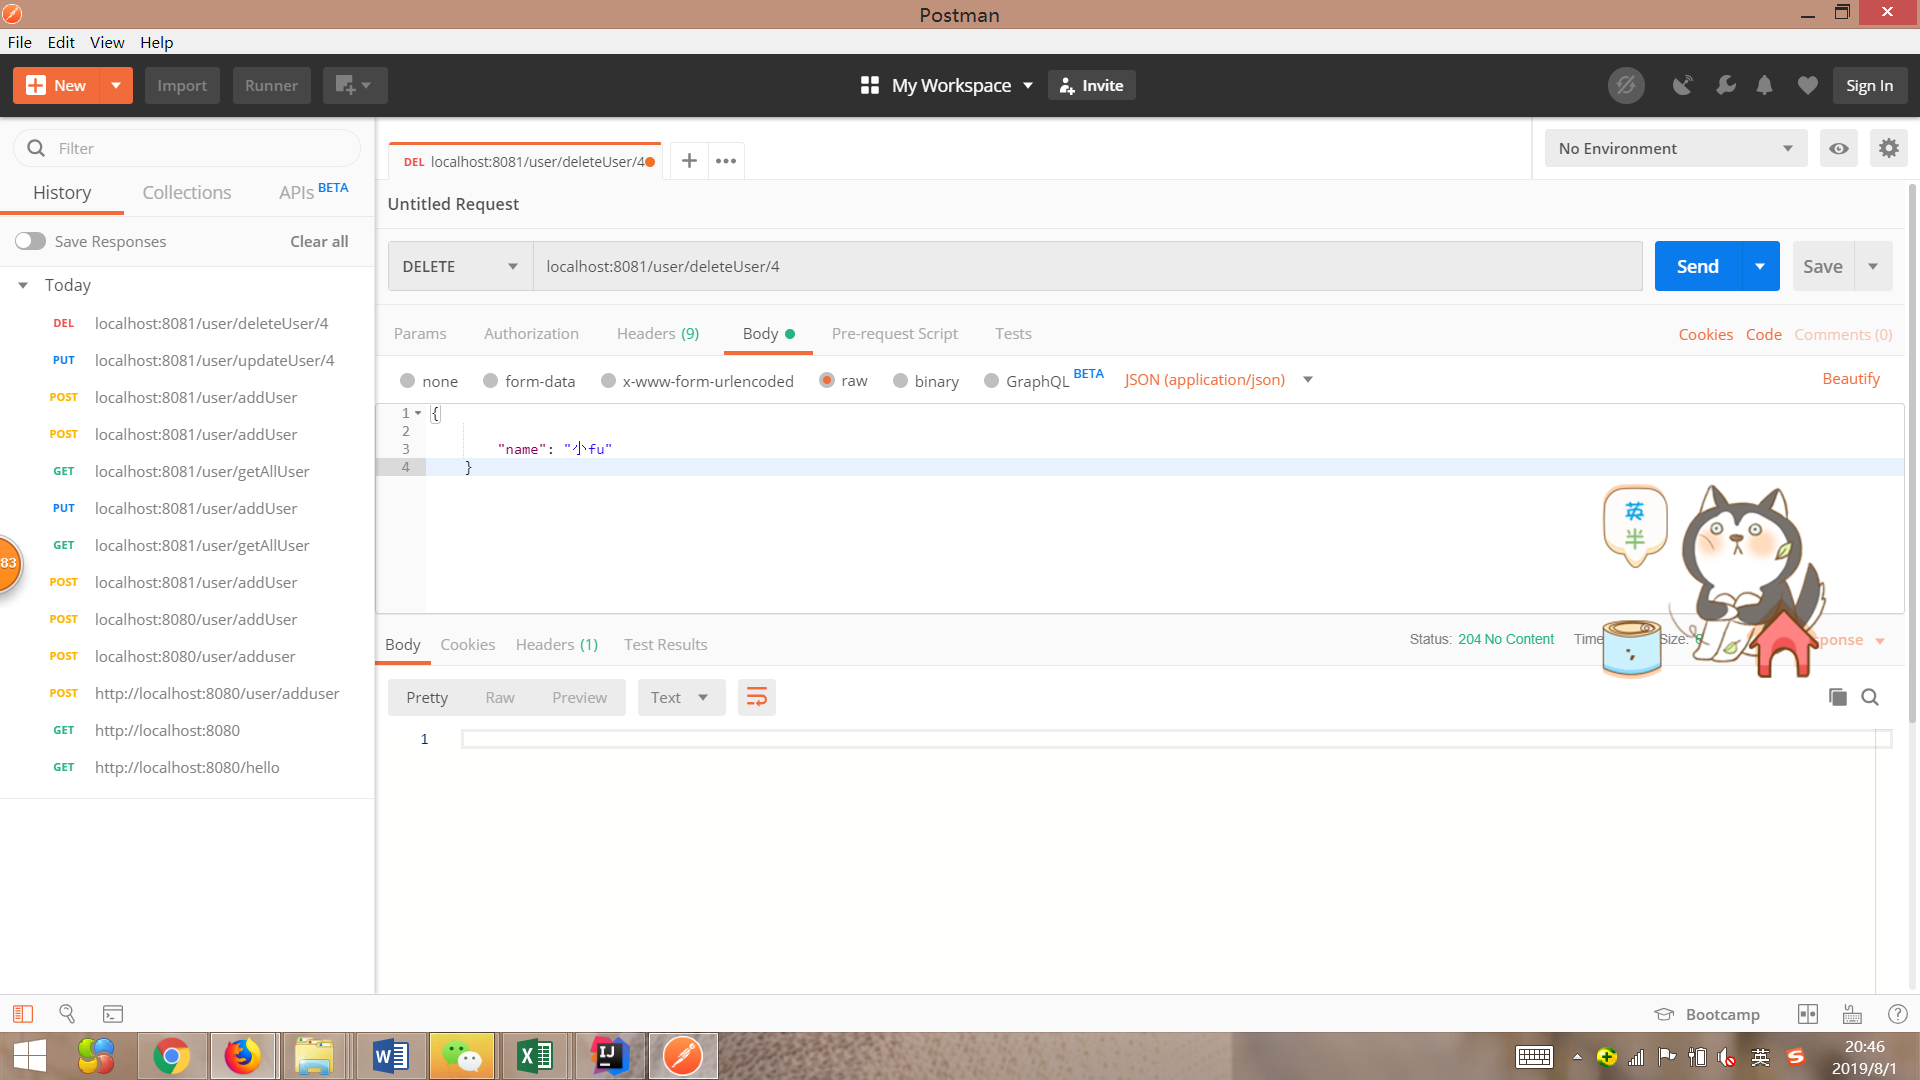 Postman
File Edit View Help
New Import Runner My Workspace Invite Sign In
Filter
History Collections APIs BETA
Save Responses Clear all
Today
DEL localhost:8081/user/deleteUser/4
PUT localhost:8081/user/updateUser/4
POST localhost:8081/user/addUser
POST localhost:8081/user/addUser
GET localhost:8081/user/getAllUser
PUT localhost:8081/user/addUser
GET localhost:8081/user/getAllUser
POST localhost:8081/user/addUser
POST localhost:8080/user/addUser
POST localhost:8080/user/adduser
POST http://localhost:8080/user/adduser
GET http://localhost:8080
GET http://localhost:8080/hello
83
DEL localhost:8081/user/deleteUser/4
No Environment
Untitled Request
DELETE localhost:8081/user/deleteUser/4 Send Save
Params Authorization Headers (9) Body Pre-request Script Tests Cookies Code Comments (0)
none form-data x-www-form-urlencoded raw binary GraphQL BETA JSON (application/json) Beautify
1 {
2
3 "name": "小fu"
4 }
英
半
Body Cookies Headers (1) Test Results Status: 204 No Content Time Size:
Pretty Raw Preview Text
1
Bootcamp
英
20:46
2019/8/1